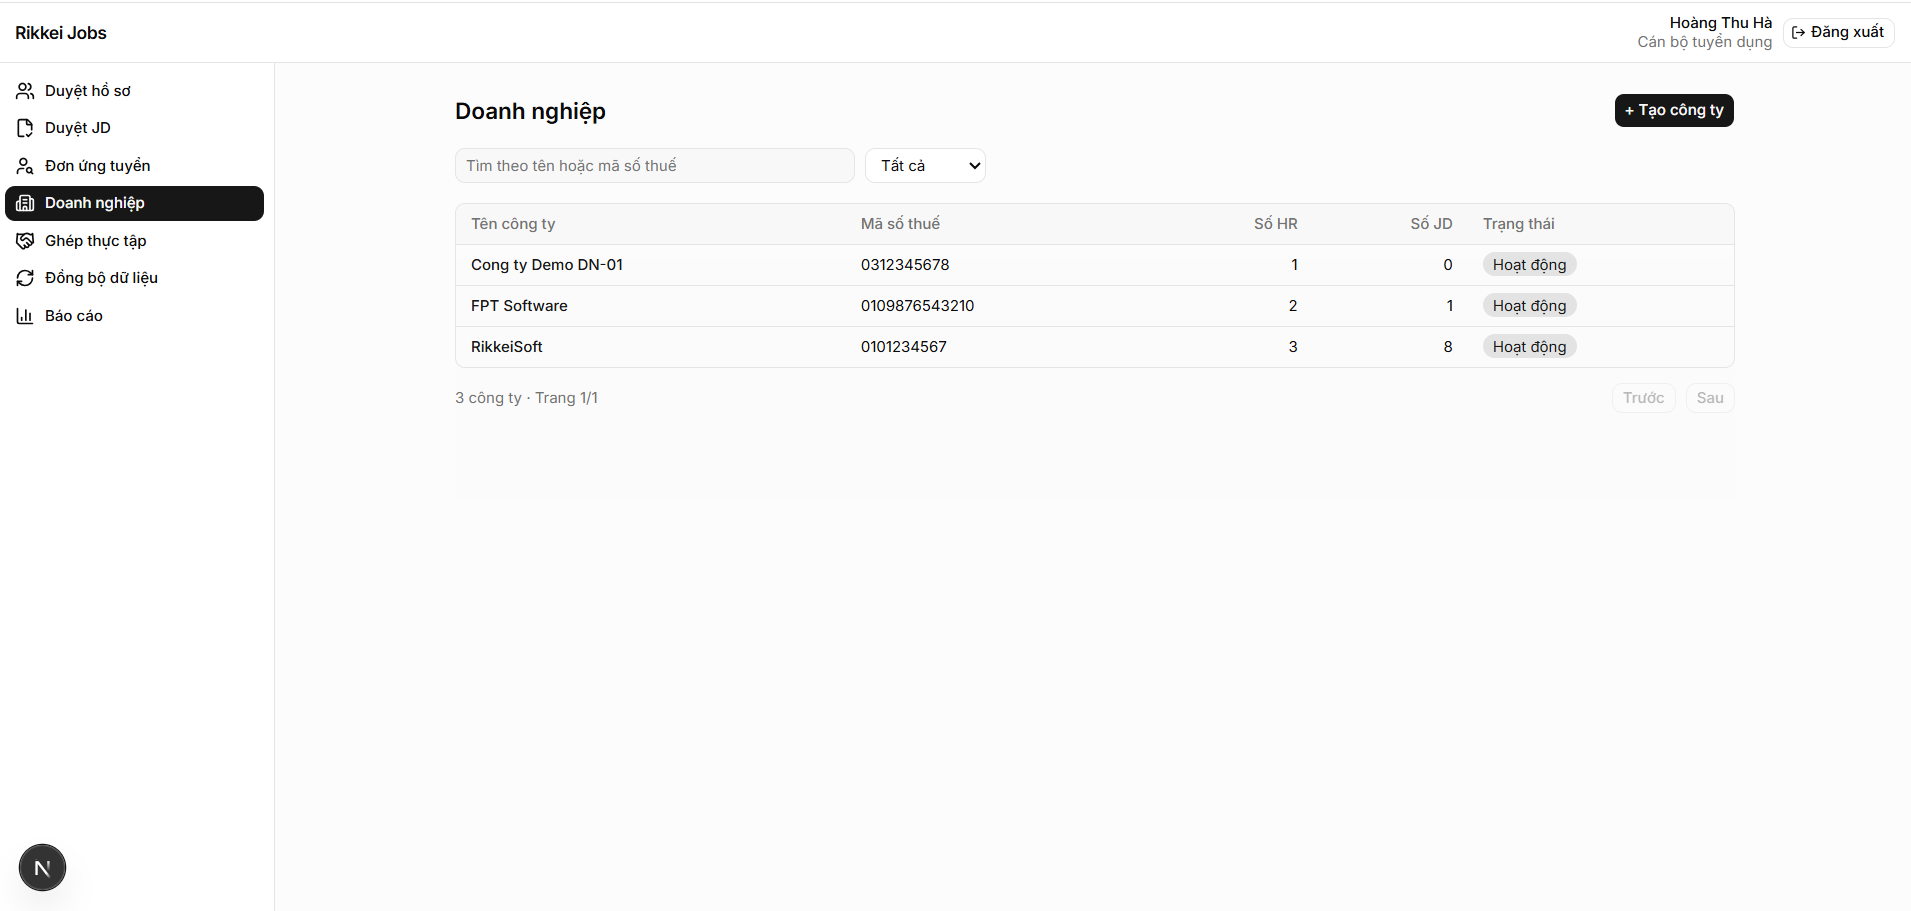 Rikkei Jobs
Hoàng Thu Hà
Cán bộ tuyển dụng
Đăng xuất
Duyệt hồ sơ
Duyệt JD
Đơn ứng tuyển
Doanh nghiệp
Ghép thực tập
Đồng bộ dữ liệu
Báo cáo
Doanh nghiệp
+ Tạo công ty
Tìm theo tên hoặc mã số thuế
Tất cả
Tên công ty Mã số thuế Số HR Số JD Trạng thái
Cong ty Demo DN-01 0312345678 1 0 Hoạt động
FPT Software 0109876543210 2 1 Hoạt động
RikkeiSoft 0101234567 3 8 Hoạt động
3 công ty · Trang 1/1
Trước Sau
N